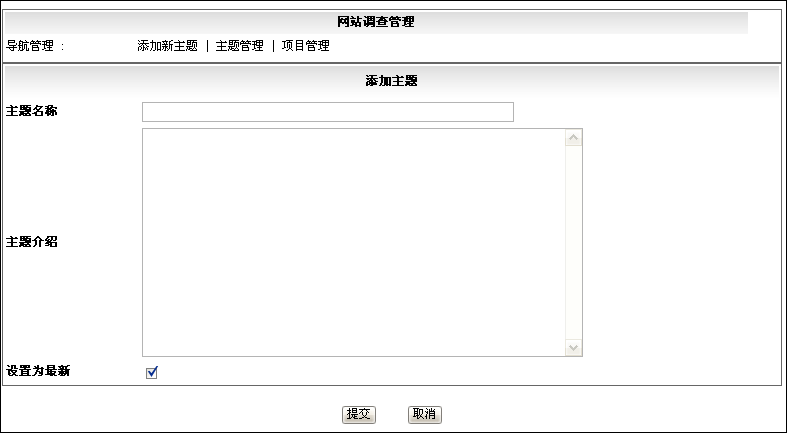 网站调查管理
导航管理 : 添加新主题 | 主题管理 | 项目管理
添加主题
主题名称
主题介绍
设置为最新
提交 取消